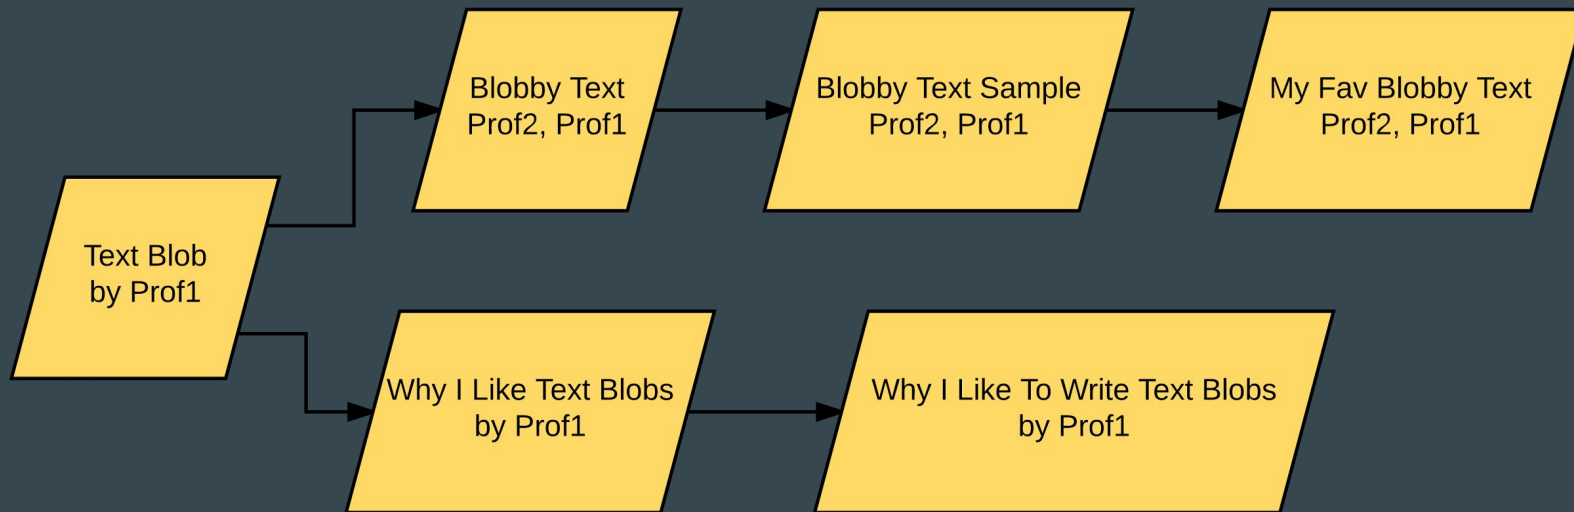 Blobby Text
Prof2, Prof1
Blobby Text Sample
Prof2, Prof1
My Fav Blobby Text
Prof2, Prof1
Text Blob
by Prof1
Why I Like Text Blobs
by Prof1
Why I Like To Write Text Blobs
by Prof1